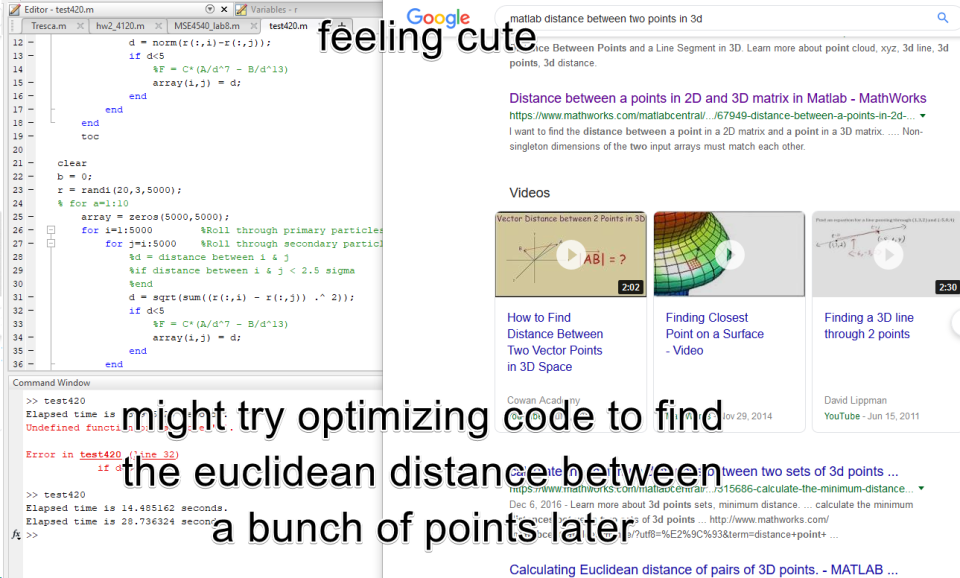 Editor - test420.m
Variables - r
Tresca.m
hw2_4120.m
MSE4540_lab8.m
test420.m
feeling cute
12 - d = norm(r(:,i)-r(:,j));
13 - if d<5
14 %F = C*(A/d^7 - B/d^13)
15 - array(i,j) = d;
16 - end
17 - end
18 - end
19 - toc
20
21 - clear
22 - b = 0;
23 - r = randi(20,3,5000);
24 % for a=1:10
25 - array = zeros(5000,5000);
26 - for i=1:5000 %Roll through primary particles
27 - for j=i:5000 %Roll through secondary partic
28 %d = distance between i & j
29 %if distance between i & j < 2.5 sigma
30 %end
31 - d = sqrt(sum((r(:,i) - r(:,j)) .^ 2));
32 - if d<5
33 %F = C*(A/d^7 - B/d^13)
34 - array(i,j) = d;
35 - end
36 - end
Command Window
>> test420
Elapsed time is
Undefined function
Error in test420 (line 32)
if d
>> test420
Elapsed time is 14.485162 seconds.
Elapsed time is 28.736324 seconds
fx >>
might try optimizing code to find
the euclidean distance between
a bunch of points later
Google
matlab distance between two points in 3d
Between Points and a Line Segment in 3D. Learn more about point cloud, xyz, 3d line, 3d
points, 3d distance.
Distance between a points in 2D and 3D matrix in Matlab - MathWorks
https://www.mathworks.com/matlabcentral/.../67949-distance-between-a-points-in-2d-...
I want to find the distance between a point in a 2D matrix and a point in a 3D matrix. .... Non-
singleton dimensions of the two input arrays must match each other.
Videos
Vector Distance between 2 Points in 3D
|AB| = ?
2:02
2:30
How to Find
Distance Between
Two Vector Points
in 3D Space
Cowan Academy
Finding Closest
Point on a Surface
- Video
Nov 29, 2014
Finding a 3D line
through 2 points
David Lippman
YouTube - Jun 15, 2011
between two sets of 3d points ...
https://www.mathworks.com/matlabcentral/.../315686-calculate-the-minimum-distance...
Dec 6, 2016 - Learn more about 3d points sets, minimum distance. ... calculate the minimum
sets of 3d points ... http://www.mathworks.com/
/?utf8=%E2%9C%93&term=distance+point+ ...
Calculating Euclidean distance of pairs of 3D points. - MATLAB ...